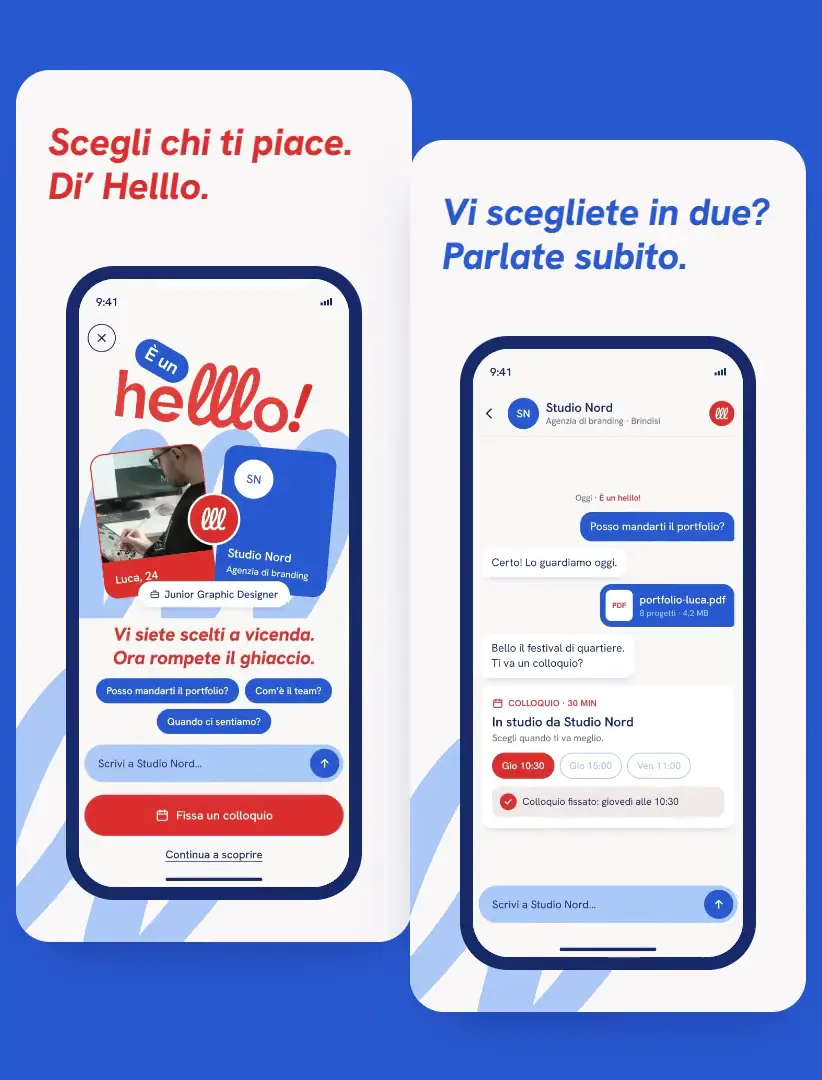 Scegli chi ti piace.
Di’ Helllo.
9:41
È un
helllo!
SN
lll
Luca, 24
Studio Nord
Agenzia di branding
Junior Graphic Designer
Vi siete scelti a vicenda.
Ora rompete il ghiaccio.
Posso mandarti il portfolio?
Com’è il team?
Quando ci sentiamo?
Scrivi a Studio Nord...
Fissa un colloquio
Continua a scoprire
Vi scegliete in due?
Parlate subito.
9:41
SN
Studio Nord
Agenzia di branding · Brindisi
lll
Oggi · È un helllo!
Posso mandarti il portfolio?
Certo! Lo guardiamo oggi.
PDF
portfolio-luca.pdf
8 progetti · 4,2 MB
Bello il festival di quartiere.
Ti va un colloquio?
COLLOQUIO · 30 MIN
In studio da Studio Nord
Scegli quando ti va meglio.
Gio 10:30
Gio 15:00
Ven 11:00
Colloquio fissato: giovedì alle 10:30
Scrivi a Studio Nord...